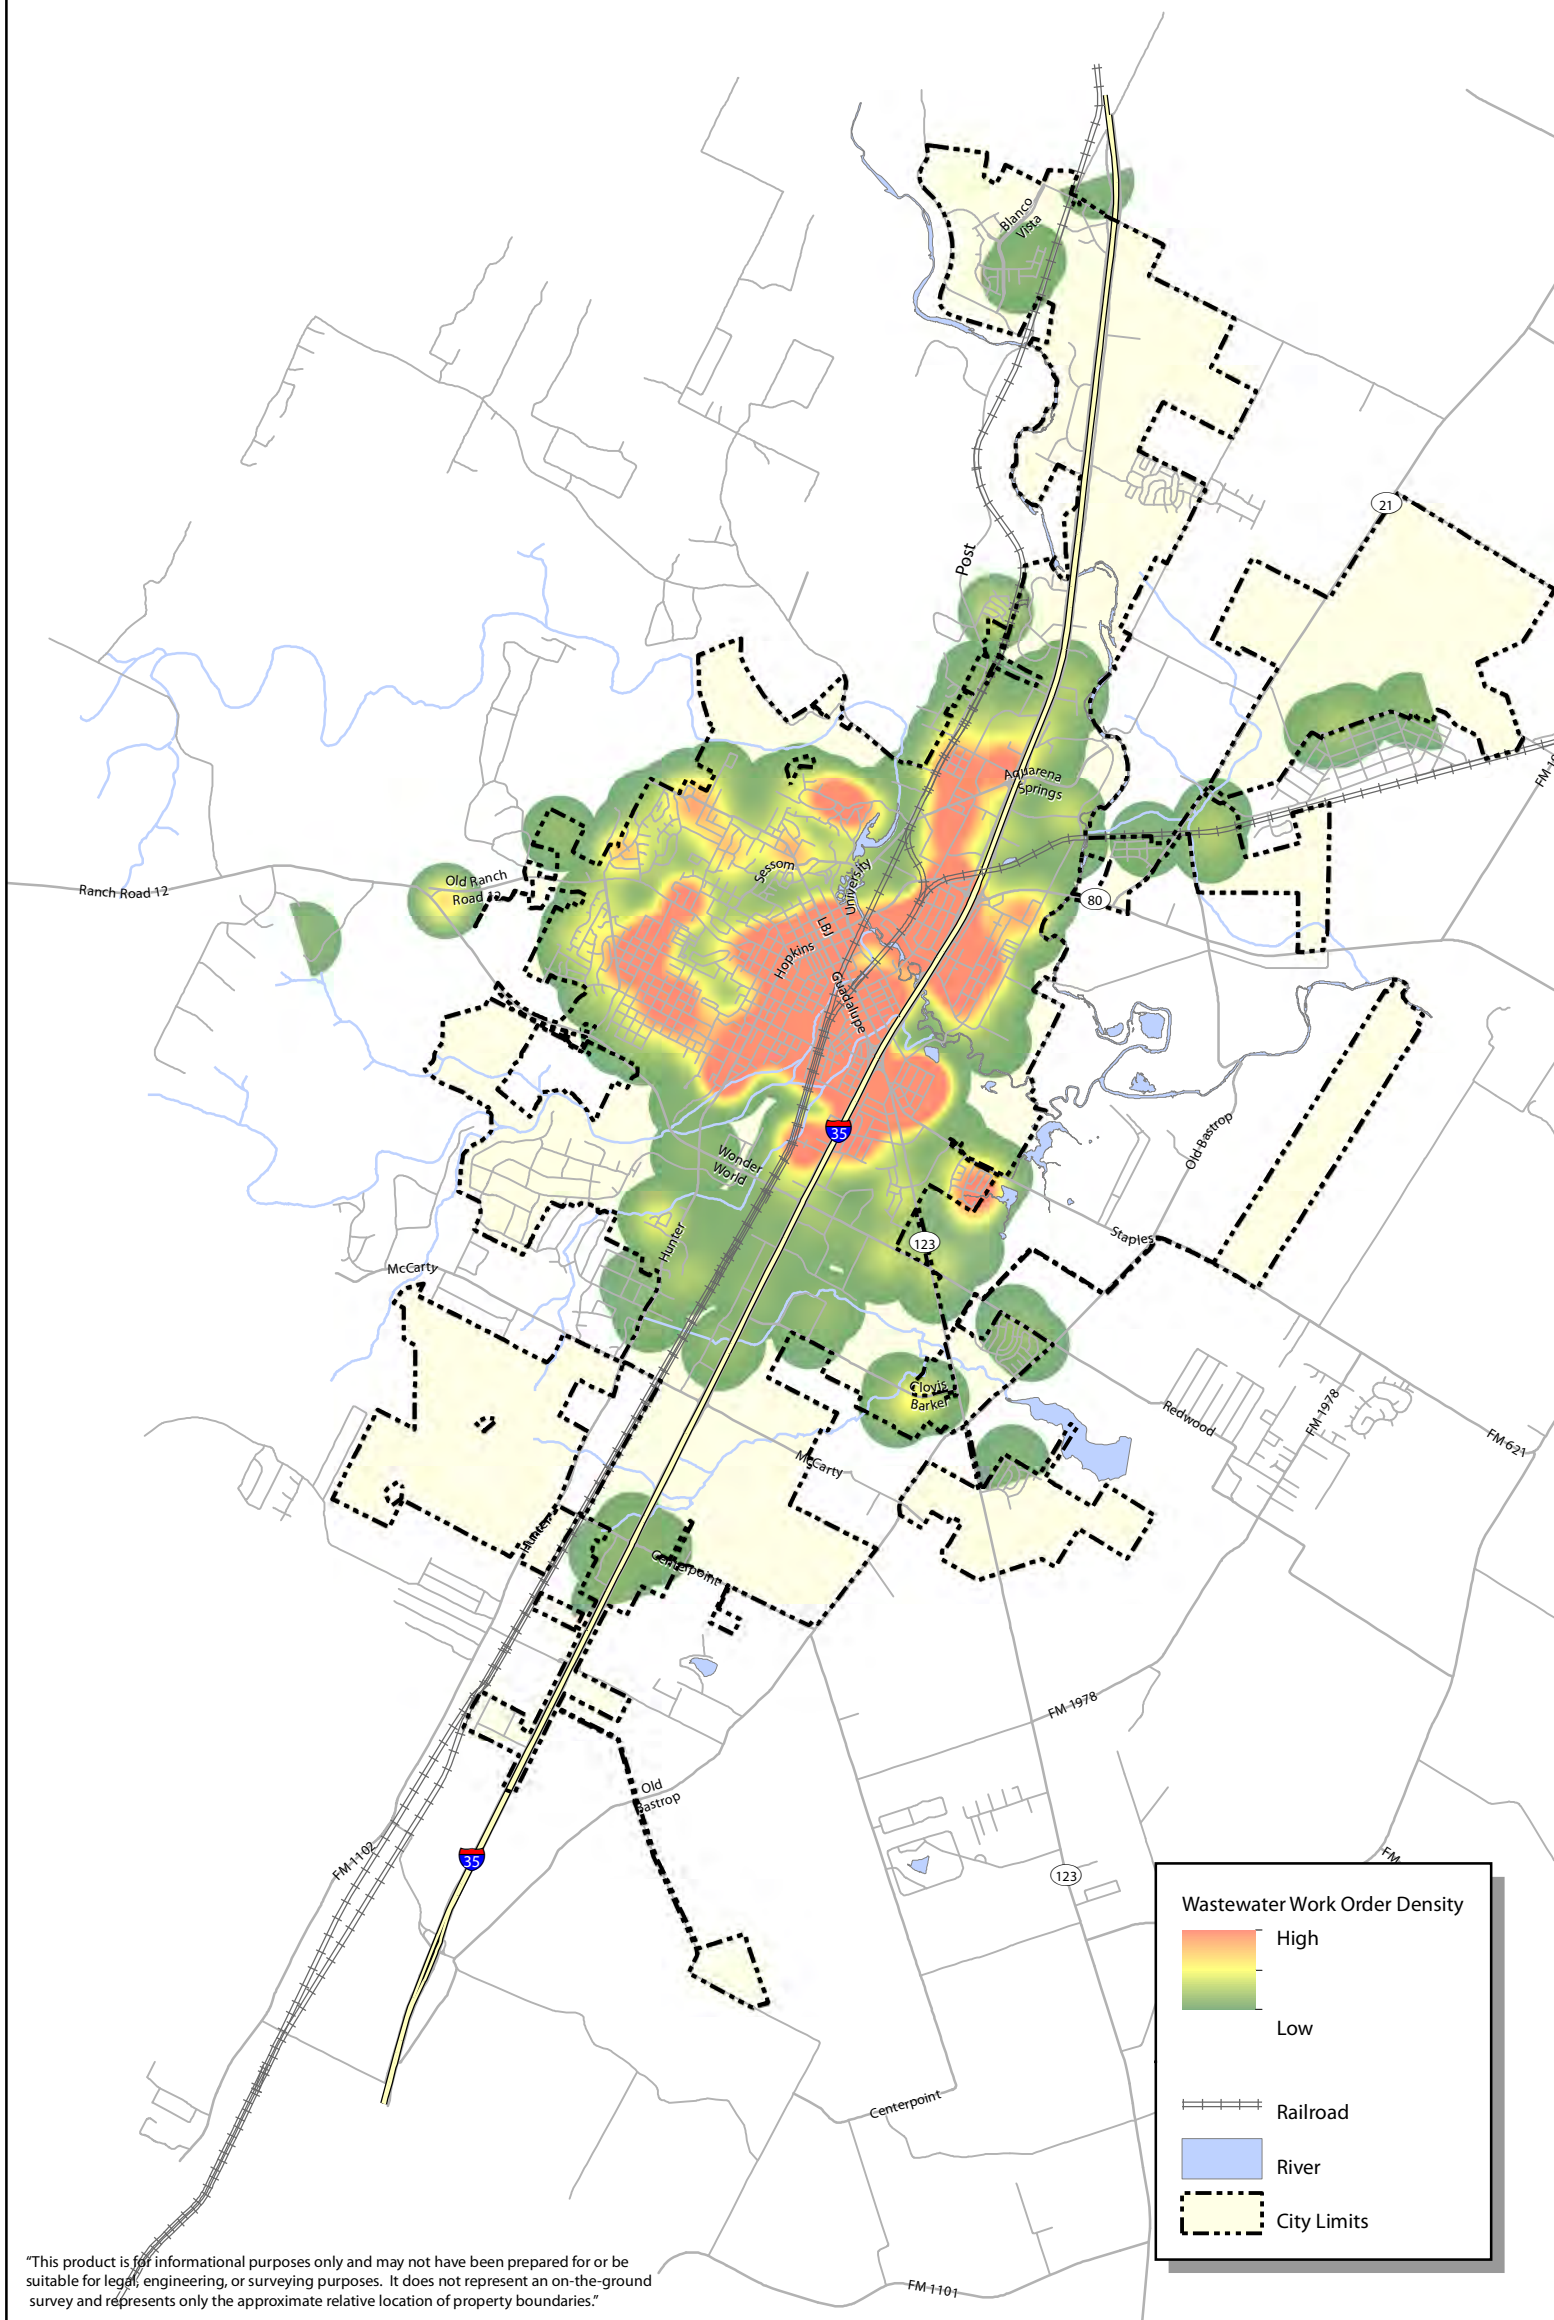 Blanco
Vista
21
Post
Aquarena
Springs
Old Ranch
Road 12
Ranch Road 12
Sessom
University
80
LBJ
Hopkins
Guadalupe
35
Wonder
World
Old Bastrop
Hunter
123
Staples
McCarty
Clovis
Barker
Redwood
FM 1978
FM 621
McCarty
Hunter
Centerpoint
FM 1978
Old
Bastrop
FM 1102
35
123
FM
Wastewater Work Order Density
High
Low
Railroad
River
City Limits
Centerpoint
FM 1101
"This product is for informational purposes only and may not have been prepared for or be
suitable for legal, engineering, or surveying purposes. It does not represent an on-the-ground
survey and represents only the approximate relative location of property boundaries."